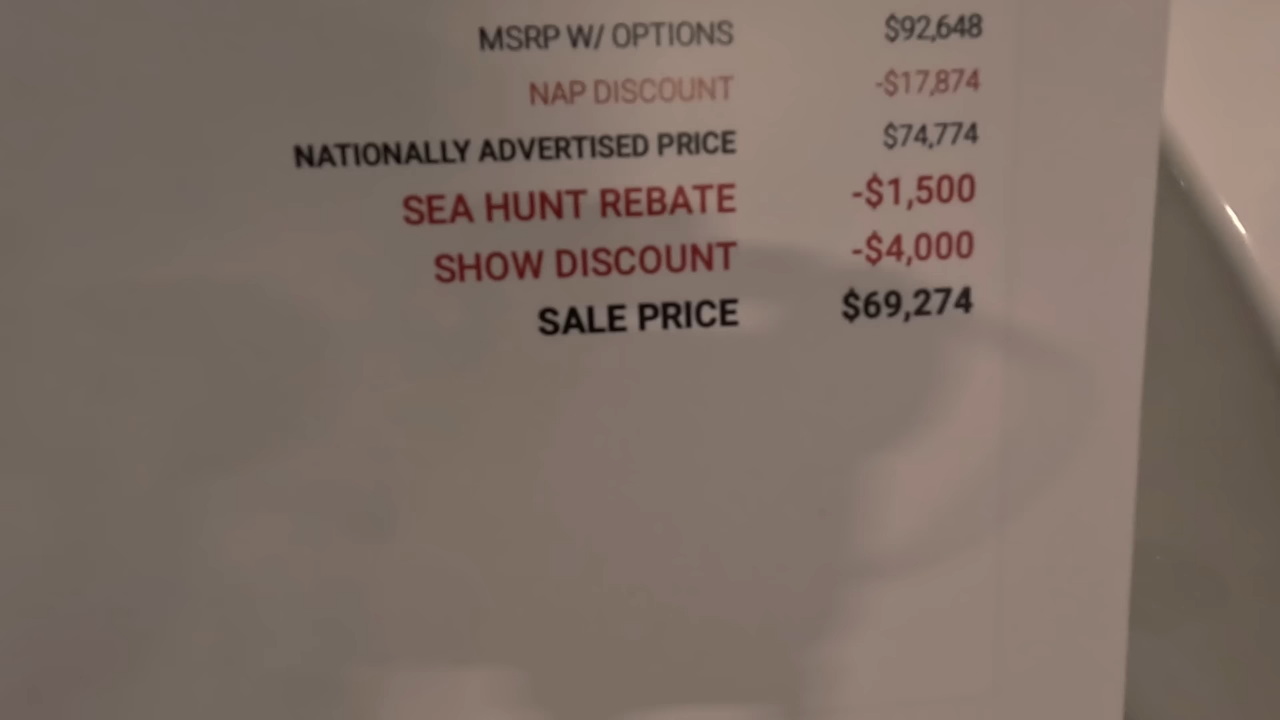 MSRP W/ OPTIONS $92,648
NAP DISCOUNT -$17,874
NATIONALLY ADVERTISED PRICE $74,774
SEA HUNT REBATE -$1,500
SHOW DISCOUNT -$4,000
SALE PRICE $69,274